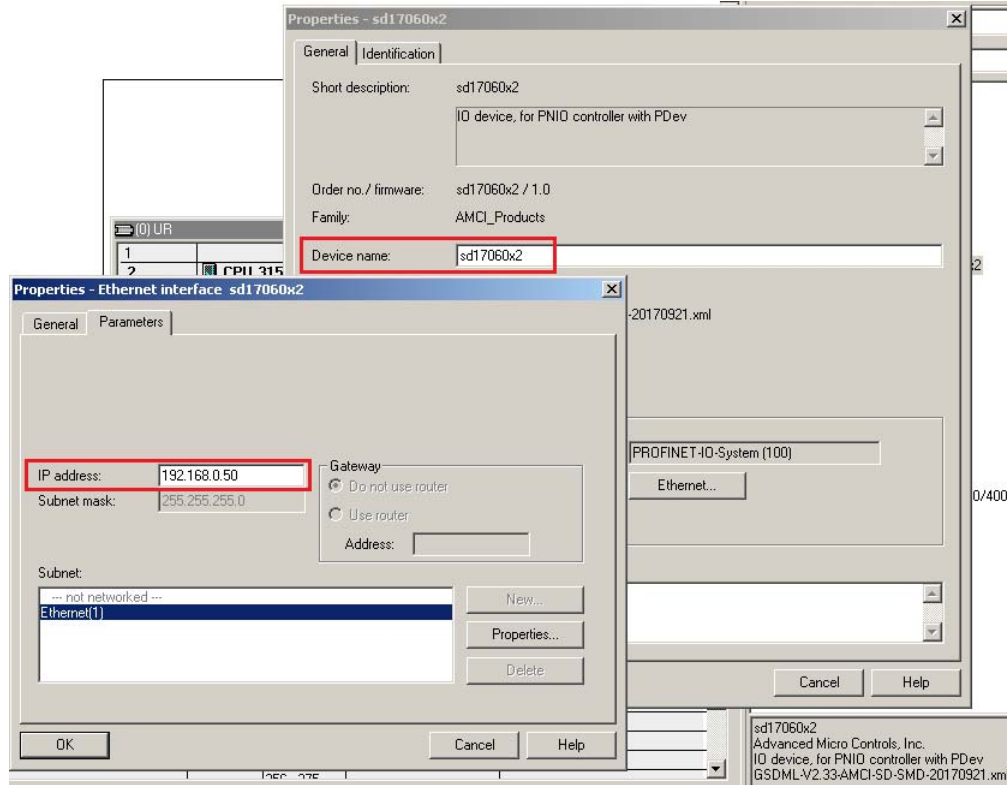 Properties - sd17060x2
General
Identification
Short description:
sd17060x2
IO device, for PNIO controller with PDev
Order no./ firmware:
sd17060x2 / 1.0
Family:
AMCI_Products
Device name:
sd17060x2
(0) UR
1
2
CPU 315
x2
Properties - Ethernet interface sd17060x2
-20170921.xml
General
Parameters
IP address:
192.168.0.50
Subnet mask:
255.255.255.0
Gateway
Do not use router
Use router
Address:
PROFINET-IO-System (100)
Ethernet...
0/400
Subnet:
--- not networked ---
Ethernet(1)
New...
Properties...
Delete
Cancel
Help
OK
Cancel
Help
sd17060x2
Advanced Micro Controls, Inc.
IO device, for PNIO controller with PDev
GSDML-V2.33-AMCI-SD-SMD-20170921.xm